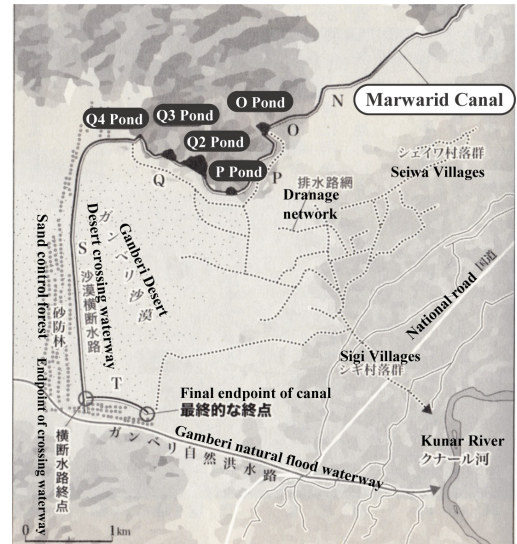 O Pond
N
Marwarid Canal
Q4 Pond
Q3 Pond
Q2 Pond
P Pond
O
P
Q
シェイワ村落群
Seiwa Villages
排水路網
Dranage
network
Ganberi Desert
ガンベリ沙漠
S
Desert crossing waterway
沙漠横断水路
Sand control forest
砂防林
国道
National road
Sigi Villages
シギ村落群
T
Final endpoint of canal
最終的な終点
Endpoint of crossing waterway
横断水路終点
Gamberi natural flood waterway
ガンベリ自然洪水路
Kunar River
クナール河
0 1km